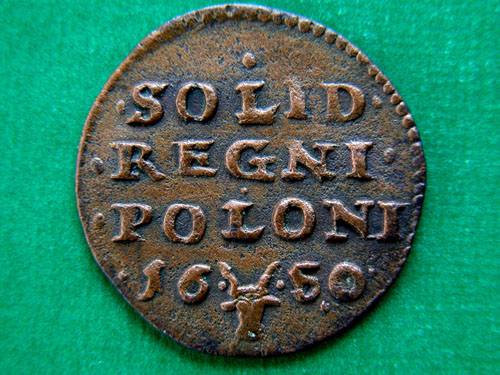 ·SOLID·
·REGNI·
·POLONI
·16·50·